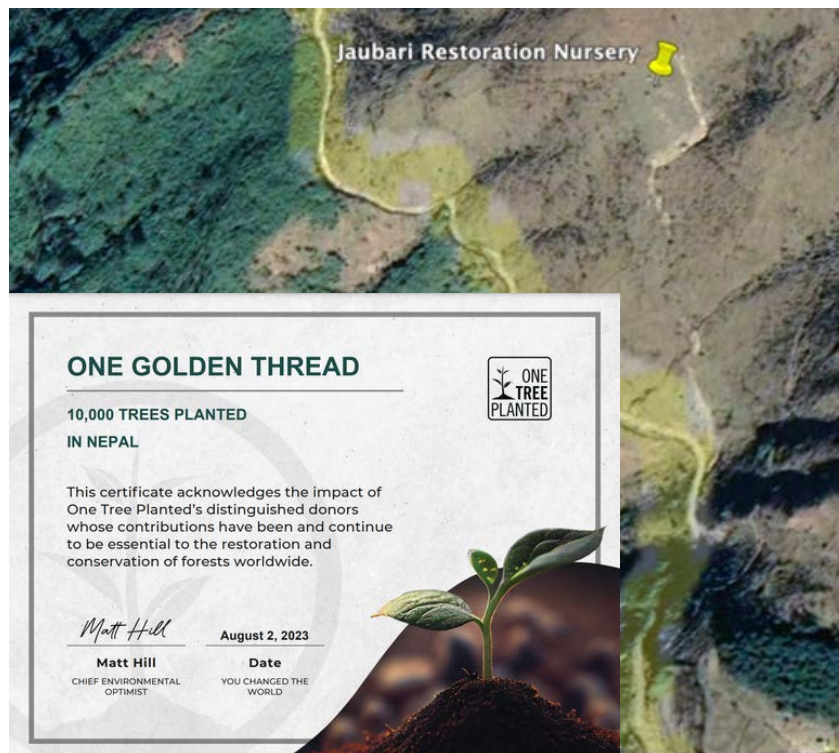 Jaubari Restoration Nursery
ONE GOLDEN THREAD
ONE
TREE
PLANTED
10,000 TREES PLANTED
IN NEPAL
This certificate acknowledges the impact of
One Tree Planted's distinguished donors
whose contributions have been and continue
to be essential to the restoration and
conservation of forests worldwide.
Matt Hill
August 2, 2023
Matt Hill
Date
CHIEF ENVIRONMENTAL
OPTIMIST
YOU CHANGED THE
WORLD